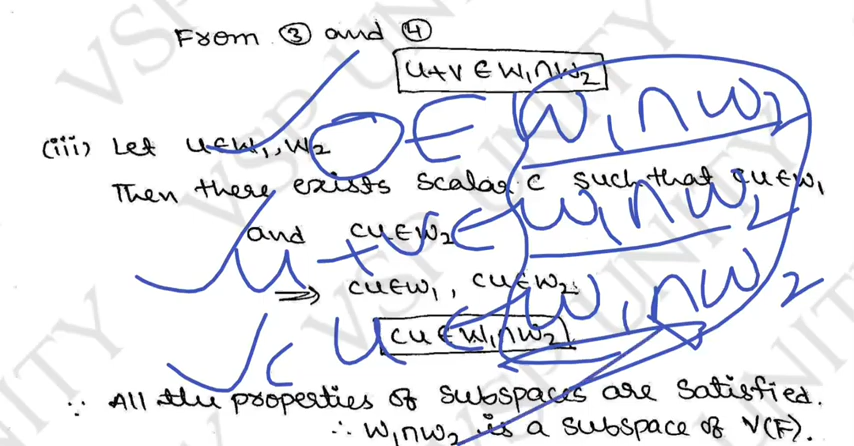 From ③ and ④
u+v ∈ W₁∩W₂
0 ∈ W₁∩W₂
(iii) Let u∈W₁, W₂
Then there exists scalar c such that cu∈W₁
and cu∈W₂
u+v ∈ W₁∩W₂
⇒ cu∈W₁, cu∈W₂
cu ∈ W₁∩W₂
cu ∈ W₁∩W₂
∴ All the properties of subspaces are satisfied.
∴ W₁∩W₂ is a subspace of V(F).
VSP UNITY